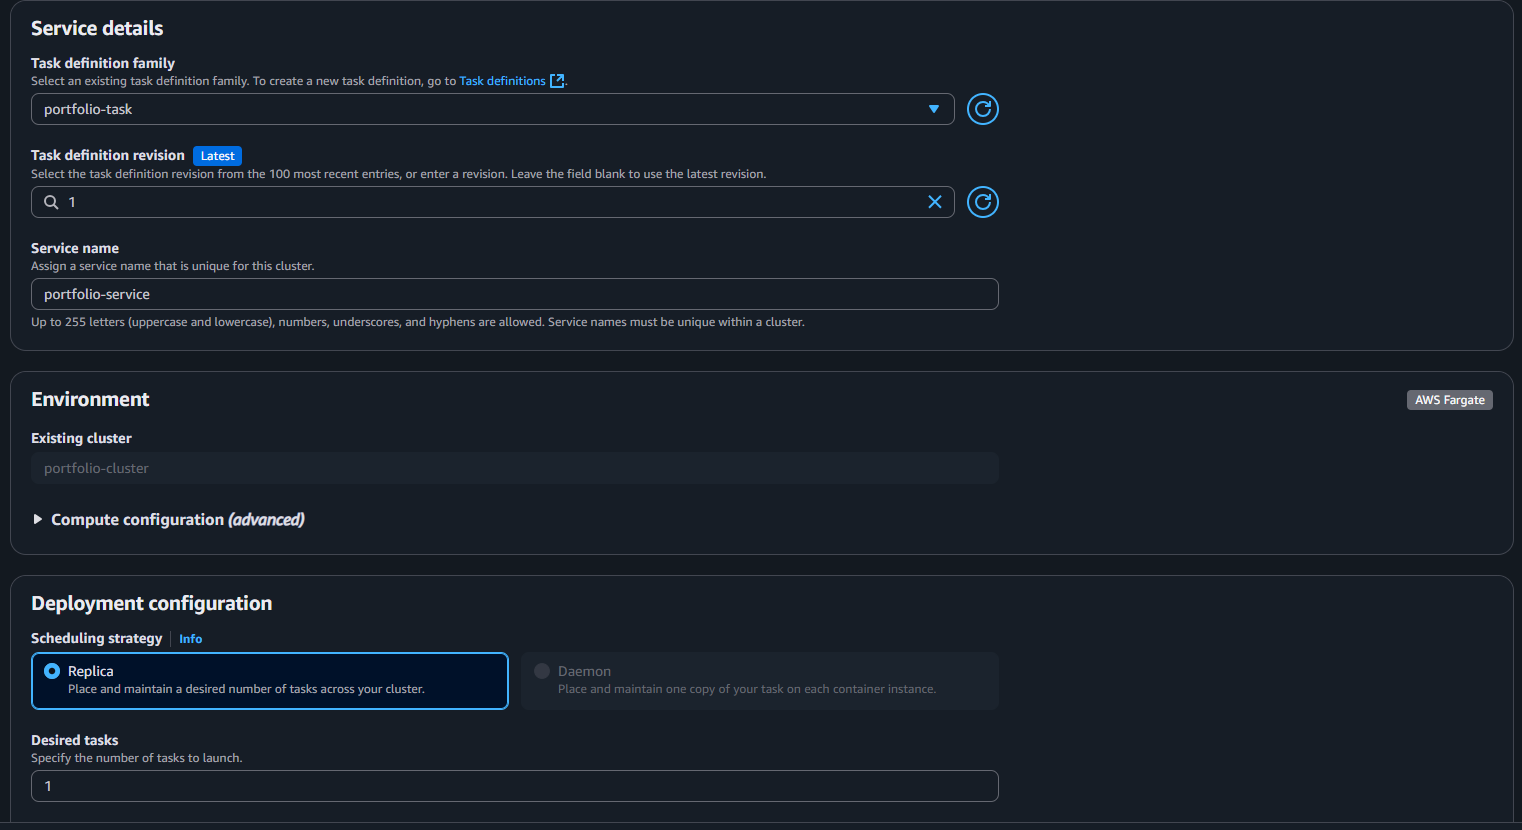 Service details
Task definition family
Select an existing task definition family. To create a new task definition, go to Task definitions.
portfolio-task
Task definition revision Latest
Select the task definition revision from the 100 most recent entries, or enter a revision. Leave the field blank to use the latest revision.
1
Service name
Assign a service name that is unique for this cluster.
portfolio-service
Up to 255 letters (uppercase and lowercase), numbers, underscores, and hyphens are allowed. Service names must be unique within a cluster.
Environment AWS Fargate
Existing cluster
portfolio-cluster
Compute configuration (advanced)
Deployment configuration
Scheduling strategy Info
Replica
Place and maintain a desired number of tasks across your cluster.
Daemon
Place and maintain one copy of your task on each container instance.
Desired tasks
Specify the number of tasks to launch.
1